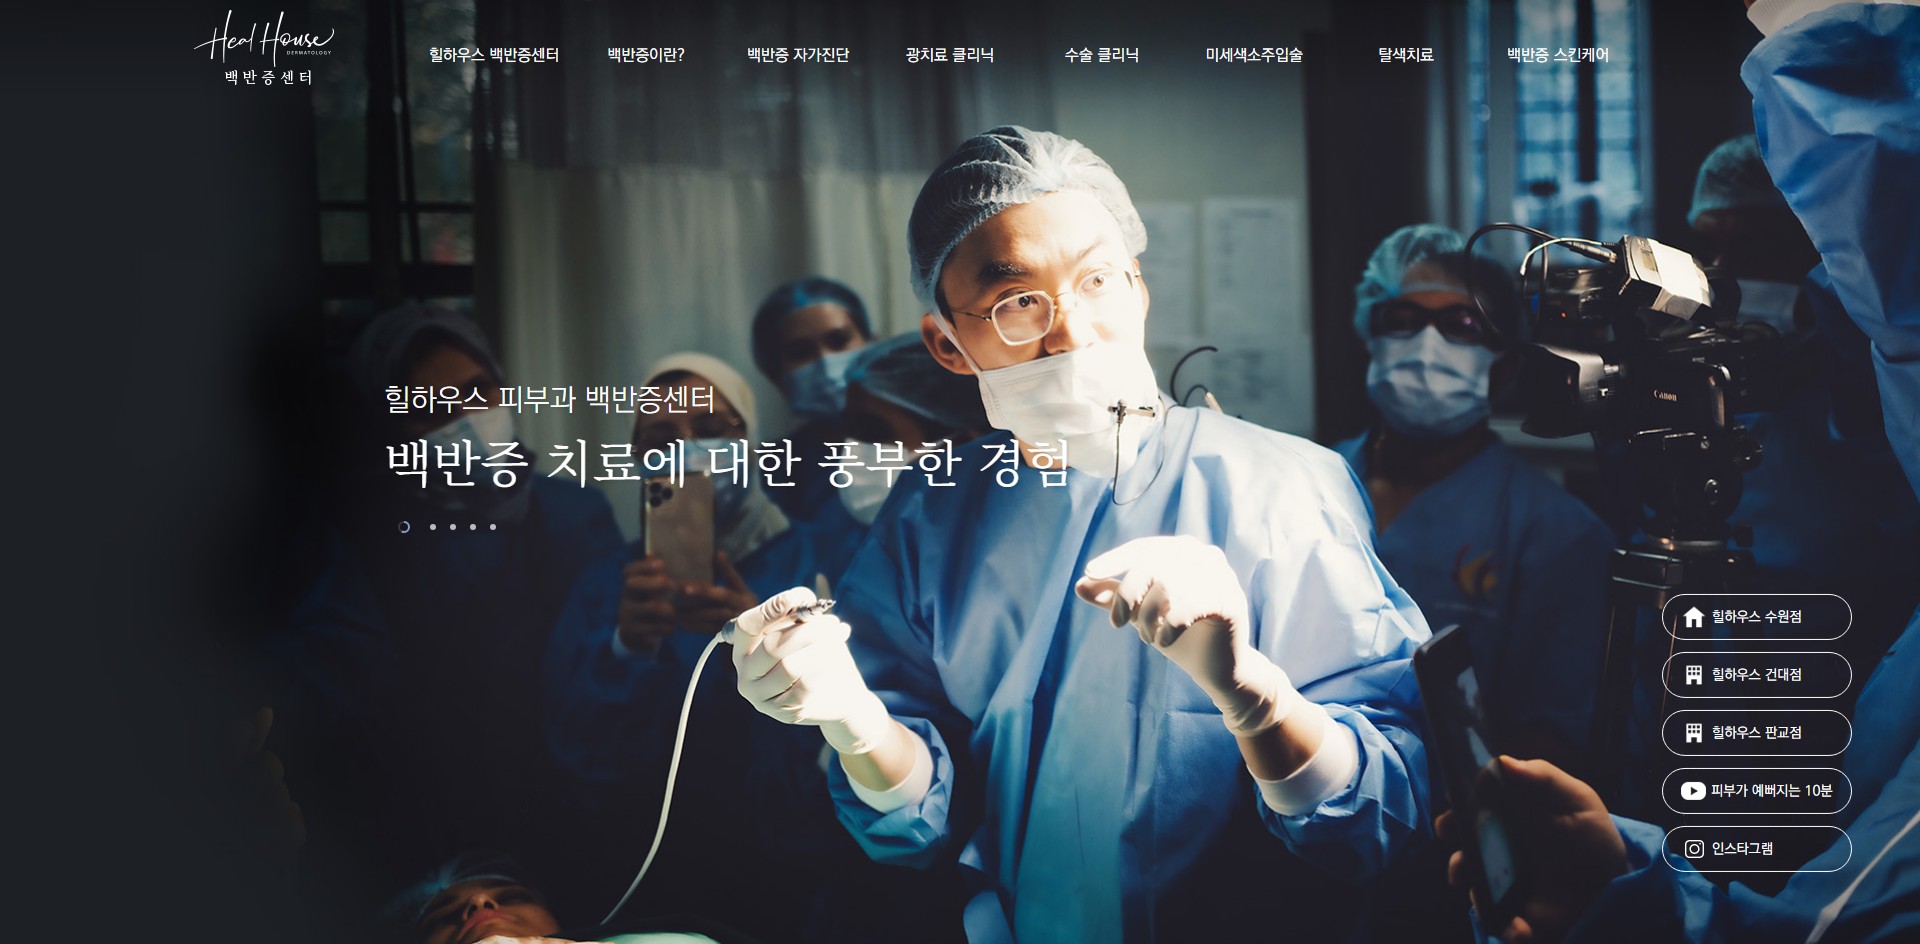 Heal House
DERMATOLOGY
백반증센터
힐하우스 백반증센터
백반증이란?
백반증 자가진단
광치료 클리닉
수술 클리닉
미세색소주입술
탈색치료
백반증 스킨케어
힐하우스 피부과 백반증센터
백반증 치료에 대한 풍부한 경험
Canon
힐하우스 수원점
힐하우스 건대점
힐하우스 판교점
피부가 예뻐지는 10분
인스타그램